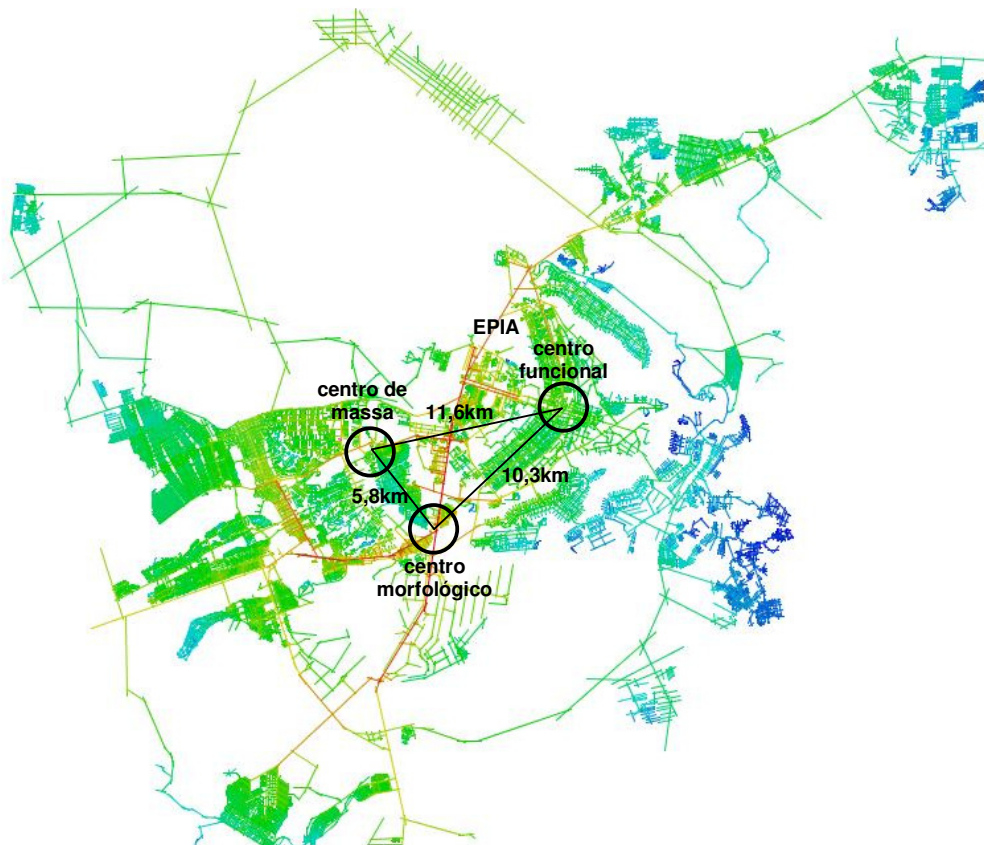 EPIA
centro
funcional
centro de
massa
11,6km
10,3km
5,8km
centro
morfológico